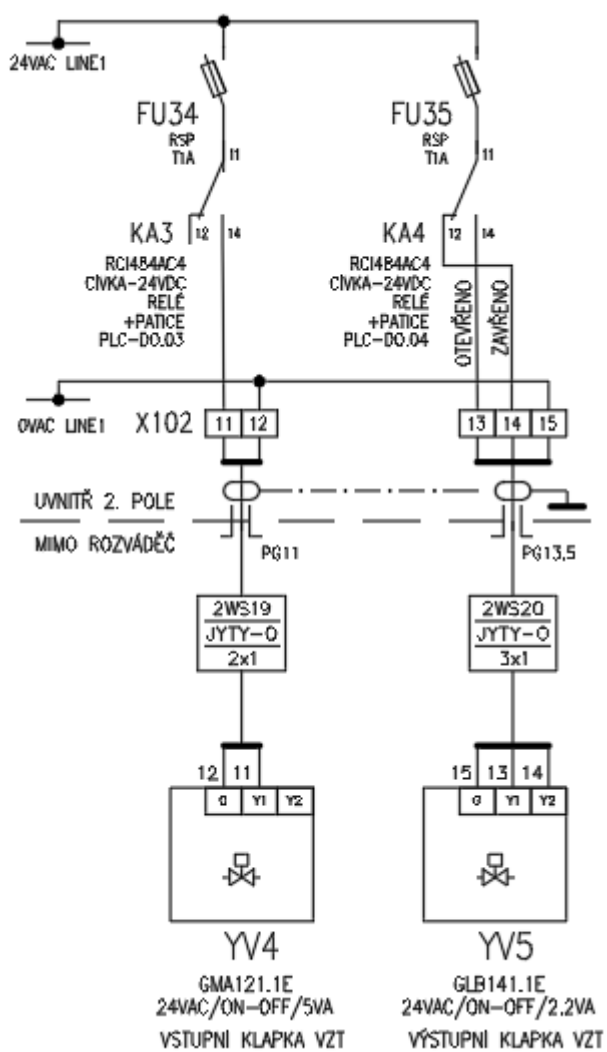 24VAC LINE1
FU34
RSP
T1A
11
FU35
RSP
T1A
11
KA3
12
14
RCI484AC4
CÍVKA-24VDC
RELÉ
+PATICE
PLC-DO.03
KA4
12
14
RCI484AC4
CÍVKA-24VDC
RELÉ
+PATICE
PLC-DO.04
OTEVŘENO
ZAVŘENO
0VAC LINE1
X102
11
12
13
14
15
UVNITŘ 2. POLE
MIMO ROZVÁDĚČ
PG11
PG13,5
2WS19
JYTY-O
2x1
2WS20
JYTY-O
3x1
12 11
G Y1 Y2
15 13 14
G Y1 Y2
YV4
GMA121.1E
24VAC/ON-OFF/5VA
VSTUPNÍ KLAPKA VZT
YV5
GLB141.1E
24VAC/ON-OFF/2.2VA
VÝSTUPNÍ KLAPKA VZT